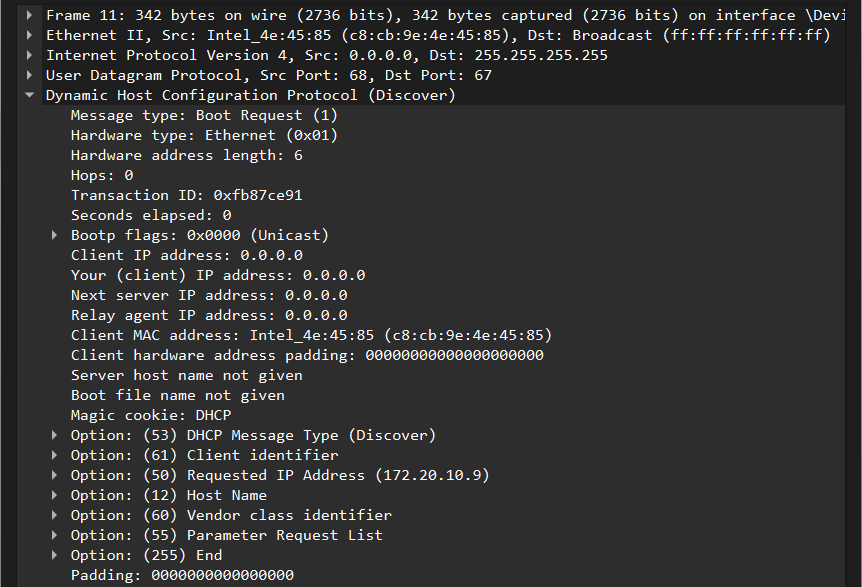 Frame 11: 342 bytes on wire (2736 bits), 342 bytes captured (2736 bits) on interface \Devi
Ethernet II, Src: Intel_4e:45:85 (c8:cb:9e:4e:45:85), Dst: Broadcast (ff:ff:ff:ff:ff:ff)
Internet Protocol Version 4, Src: 0.0.0.0, Dst: 255.255.255.255
User Datagram Protocol, Src Port: 68, Dst Port: 67
Dynamic Host Configuration Protocol (Discover)
Message type: Boot Request (1)
Hardware type: Ethernet (0x01)
Hardware address length: 6
Hops: 0
Transaction ID: 0xfb87ce91
Seconds elapsed: 0
Bootp flags: 0x0000 (Unicast)
Client IP address: 0.0.0.0
Your (client) IP address: 0.0.0.0
Next server IP address: 0.0.0.0
Relay agent IP address: 0.0.0.0
Client MAC address: Intel_4e:45:85 (c8:cb:9e:4e:45:85)
Client hardware address padding: 00000000000000000000
Server host name not given
Boot file name not given
Magic cookie: DHCP
Option: (53) DHCP Message Type (Discover)
Option: (61) Client identifier
Option: (50) Requested IP Address (172.20.10.9)
Option: (12) Host Name
Option: (60) Vendor class identifier
Option: (55) Parameter Request List
Option: (255) End
Padding: 0000000000000000